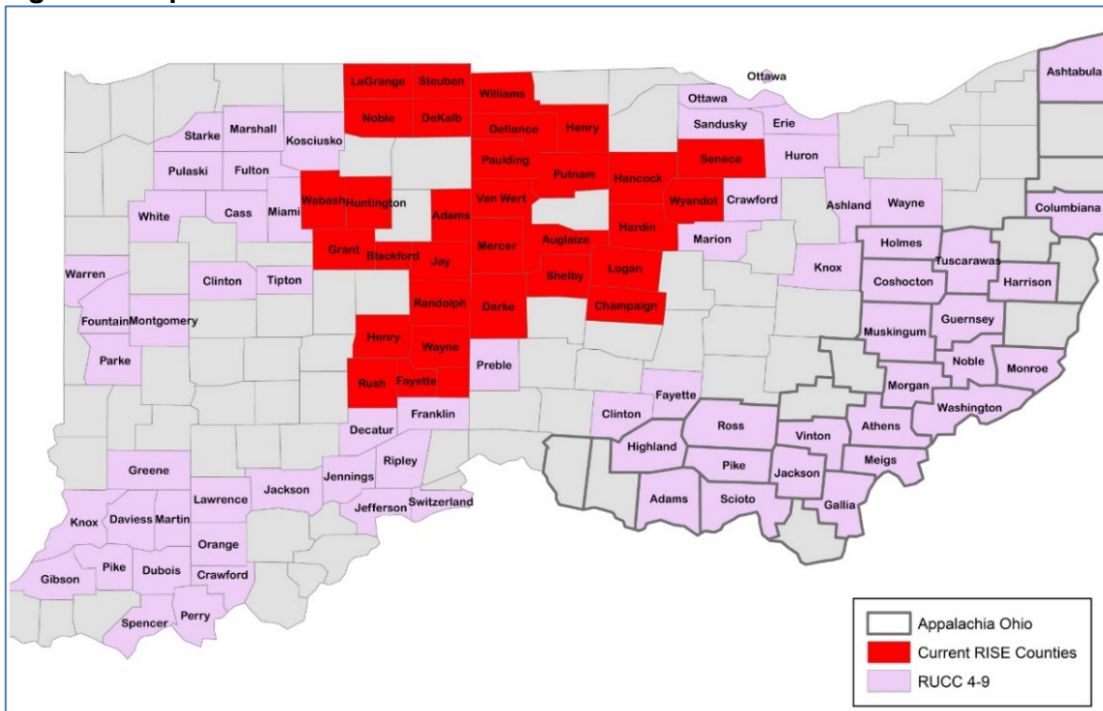 Ottawa
Ashtabula
LaGrange Steuben
Williams
Ottawa
Noble DeKalb
Defiance Henry
Sandusky Erie
Starke Marshall
Kosciusko
Paulding
Seneca
Huron
Pulaski Fulton
Putnam
Hancock
Wabash Huntington
Van Wert
Wyandot Crawford
Ashland Wayne
Columbiana
White Cass Miami
Adams
Hardin
Marion
Holmes
Grant Blackford
Mercer Auglaize
Tuscarawas
Jay
Warren
Clinton Tipton
Shelby Logan
Knox
Coshocton
Harrison
Randolph
Darke
Champaign
Fountain Montgomery
Muskingum Guernsey
Henry Wayne
Parke
Preble
Noble Monroe
Rush Fayette
Fayette
Morgan
Franklin
Clinton
Washington
Decatur
Ross
Vinton Athens
Highland
Greene
Ripley
Pike Jackson
Meigs
Lawrence Jackson Jennings
Adams Scioto
Gallia
Knox Daviess Martin
Jefferson Switzerland
Orange
Pike Dubois Crawford
Gibson
Spencer Perry
Appalachia Ohio
Current RISE Counties
RUCC 4-9